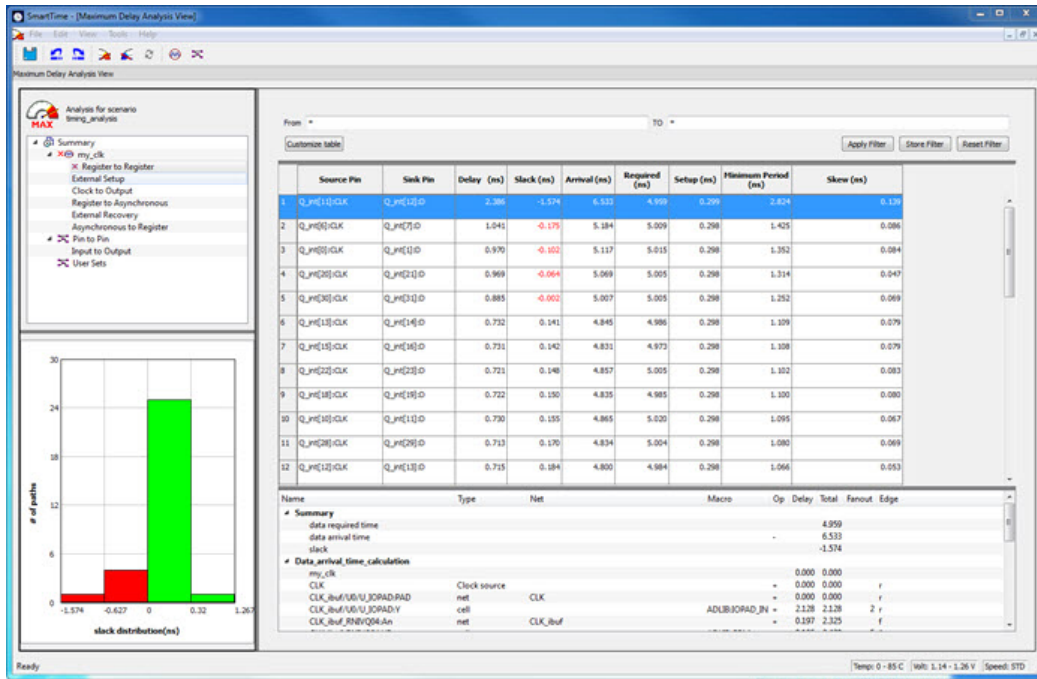 SmartTime - [Maximum Delay Analysis View]
File Edit View Tools Help
Maximum Delay Analysis View
Analysis for scenario
timing_analysis
MAX
Summary
my_clk
Register to Register
External Setup
Clock to Output
Register to Asynchronous
External Recovery
Asynchronous to Register
Pin to Pin
Input to Output
User Sets
From * TO *
Customize table Apply Filter Store Filter Reset Filter
Source Pin Sink Pin Delay (ns) Slack (ns) Arrival (ns) Required (ns) Setup (ns) Minimum Period (ns) Skew (ns)
1 Q_int[11]:CLK Q_int[12]:D 2.386 -1.574 6.533 4.959 0.299 2.824 0.139
2 Q_int[6]:CLK Q_int[7]:D 1.041 -0.175 5.184 5.009 0.298 1.425 0.086
3 Q_int[0]:CLK Q_int[1]:D 0.970 -0.102 5.117 5.015 0.298 1.352 0.084
4 Q_int[20]:CLK Q_int[21]:D 0.969 -0.064 5.069 5.005 0.298 1.314 0.047
5 Q_int[30]:CLK Q_int[31]:D 0.885 -0.002 5.007 5.005 0.298 1.252 0.069
6 Q_int[13]:CLK Q_int[14]:D 0.732 0.141 4.845 4.986 0.298 1.109 0.079
7 Q_int[15]:CLK Q_int[16]:D 0.731 0.142 4.831 4.973 0.298 1.108 0.079
8 Q_int[22]:CLK Q_int[23]:D 0.721 0.148 4.857 5.005 0.298 1.102 0.083
9 Q_int[18]:CLK Q_int[19]:D 0.722 0.150 4.835 4.985 0.298 1.100 0.080
10 Q_int[10]:CLK Q_int[11]:D 0.730 0.155 4.865 5.020 0.298 1.095 0.067
11 Q_int[28]:CLK Q_int[29]:D 0.713 0.170 4.834 5.004 0.298 1.080 0.069
12 Q_int[12]:CLK Q_int[13]:D 0.715 0.184 4.800 4.984 0.298 1.066 0.053
# of paths
30
24
18
12
6
0
-1.574 -0.627 0 0.32 1.267
slack distribution(ns)
Name Type Net Macro Op Delay Total Fanout Edge
Summary
data required time 4.959
data arrival time - 6.533
slack -1.574
Data_arrival_time_calculation
my_clk 0.000 0.000
CLK Clock source + 0.000 0.000 r
CLK_ibuf/U0/U_IOPAD:PAD net CLK + 0.000 0.000 r
CLK_ibuf/U0/U_IOPAD:Y cell ADLIB:IOPAD_IN + 2.128 2.128 2 r
CLK_ibuf_RNIVQ04:An net CLK_ibuf + 0.197 2.325 f
Ready Temp: 0 - 85 C Volt: 1.14 - 1.26 V Speed: STD